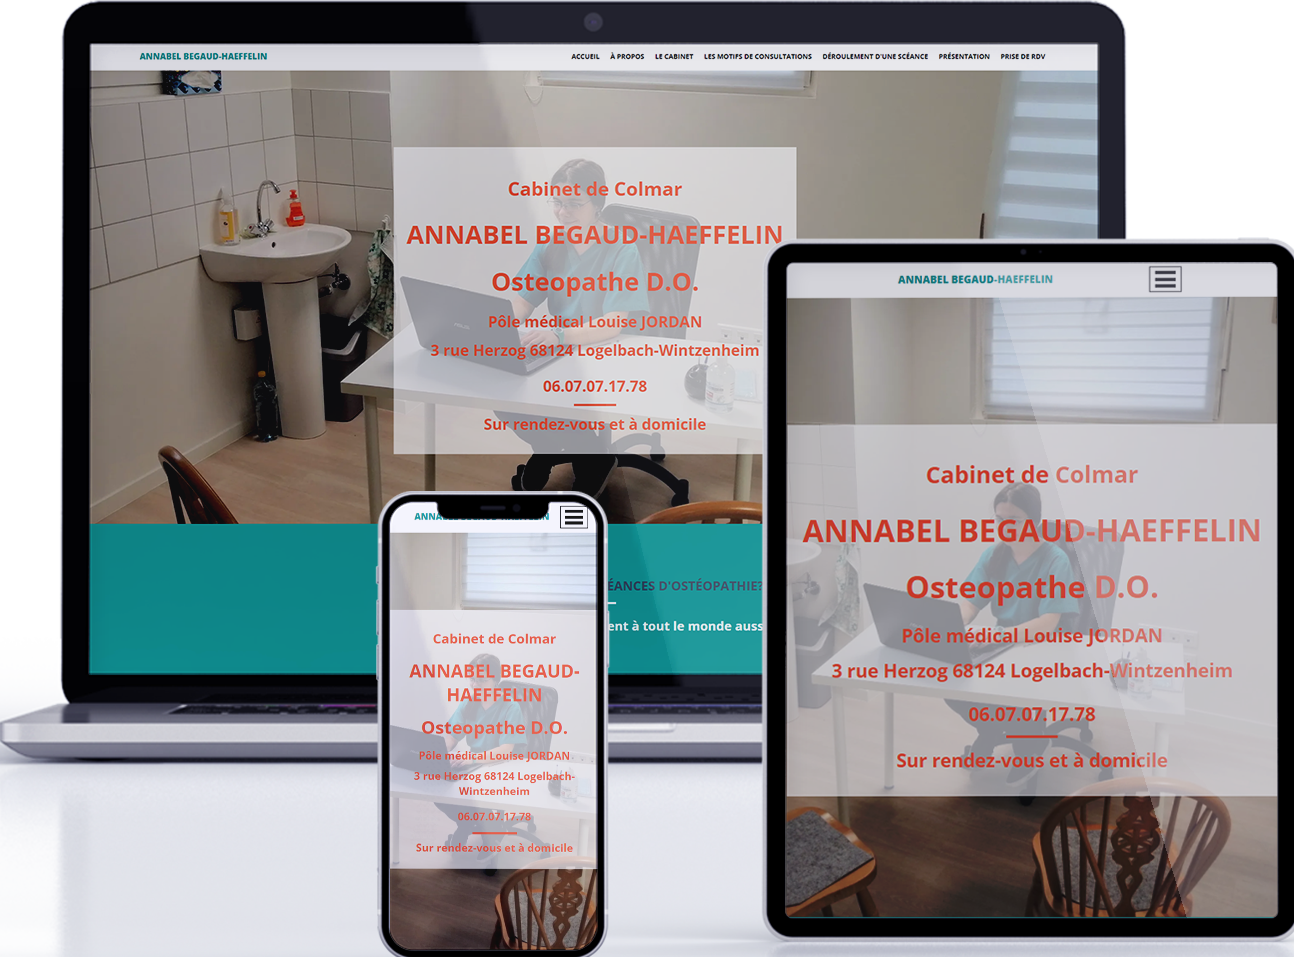 ANNABEL BEGAUD-HAEFFELIN
ACCUEIL À PROPOS LE CABINET LES MOTIFS DE CONSULTATIONS DÉROULEMENT D'UNE SCÉANCE PRÉSENTATION PRISE DE RDV
Cabinet de Colmar
ANNABEL BEGAUD-HAEFFELIN
Osteopathe D.O.
Pôle médical Louise JORDAN
3 rue Herzog 68124 Logelbach-Wintzenheim
06.07.07.17.78
Sur rendez-vous et à domicile
ÉANCES D'OSTÉOPATHIE?
ent à tout le monde auss
ANNABEL BEGAUD-HAEFFELIN
Cabinet de Colmar
ANNABEL BEGAUD-HAEFFELIN
Osteopathe D.O.
Pôle médical Louise JORDAN
3 rue Herzog 68124 Logelbach-Wintzenheim
06.07.07.17.78
Sur rendez-vous et à domicile
Cabinet de Colmar
ANNABEL BEGAUD-
HAEFFELIN
Osteopathe D.O.
Pôle médical Louise JORDAN
3 rue Herzog 68124 Logelbach-
Wintzenheim
06.07.07.17.78
Sur rendez-vous et à domicile